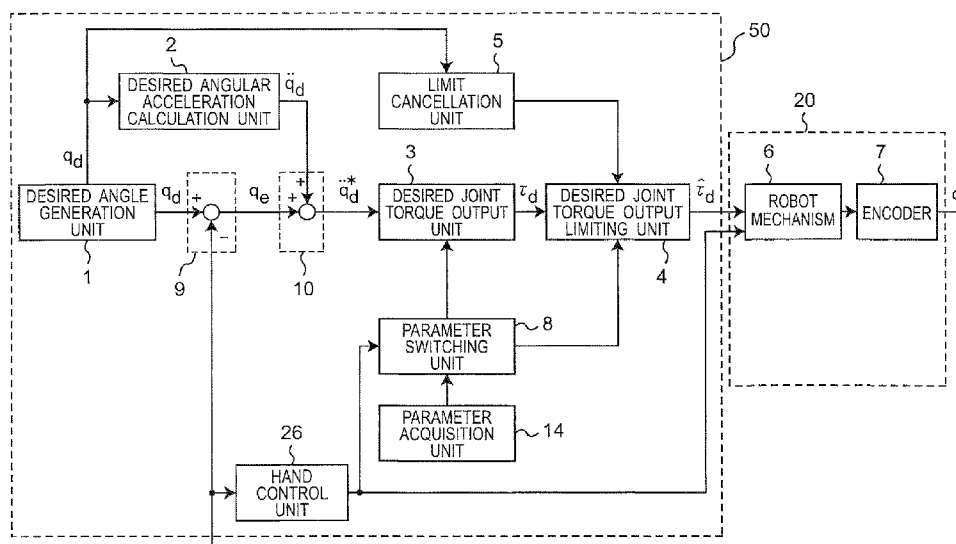 50
2
DESIRED ANGULAR
ACCELERATION
CALCULATION UNIT
q̈d
5
LIMIT
CANCELLATION
UNIT
20
qd
DESIRED ANGLE
GENERATION
UNIT
1
qd
+
−
9
qe
+
+
10
q̈d*
3
DESIRED JOINT
TORQUE OUTPUT
UNIT
τd
DESIRED JOINT
TORQUE OUTPUT
LIMITING UNIT
4
τ̂d
6
ROBOT
MECHANISM
7
ENCODER
8
PARAMETER
SWITCHING
UNIT
PARAMETER
ACQUISITION
UNIT
14
26
HAND
CONTROL
UNIT